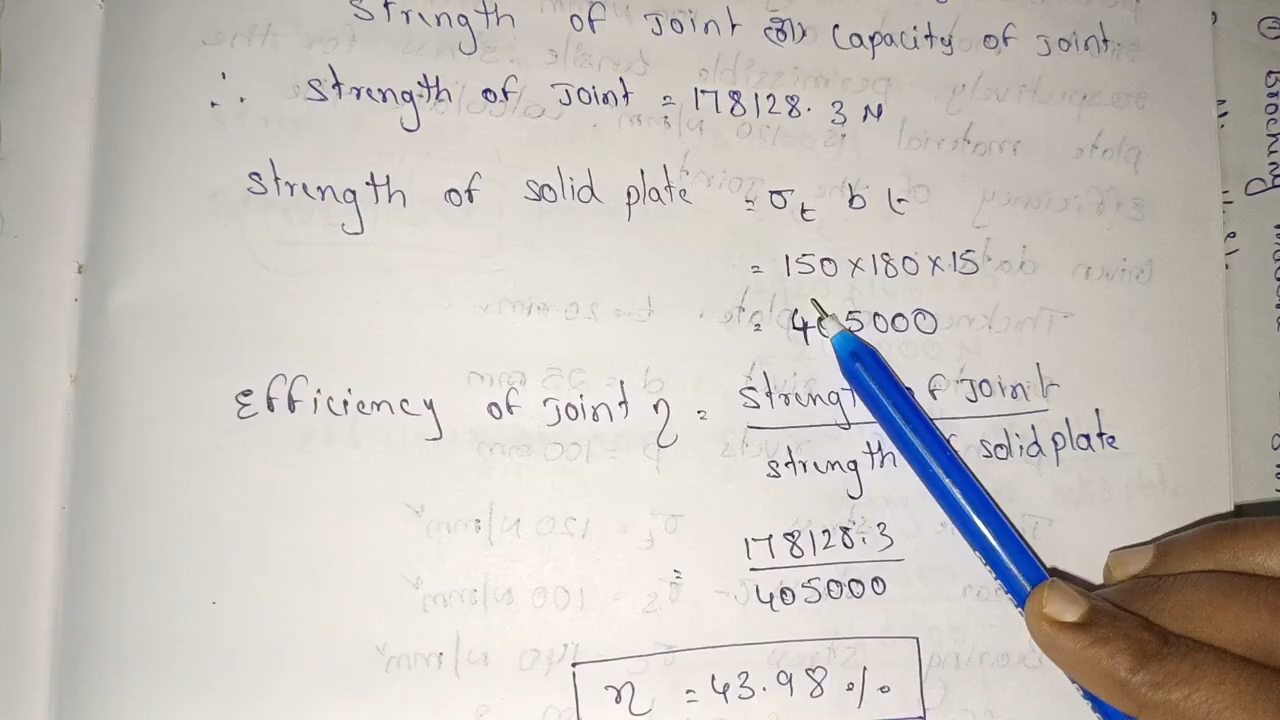 strength of Joint (or) capacity of Joint.
∴ strength of Joint = 178128.3 N
strength of solid plate = σt b t
= 150 × 180 × 15
= 405000
Efficiency of Joint η = strength of Joint
strength of solid plate
= 178128.3
405000
η = 43.98 %